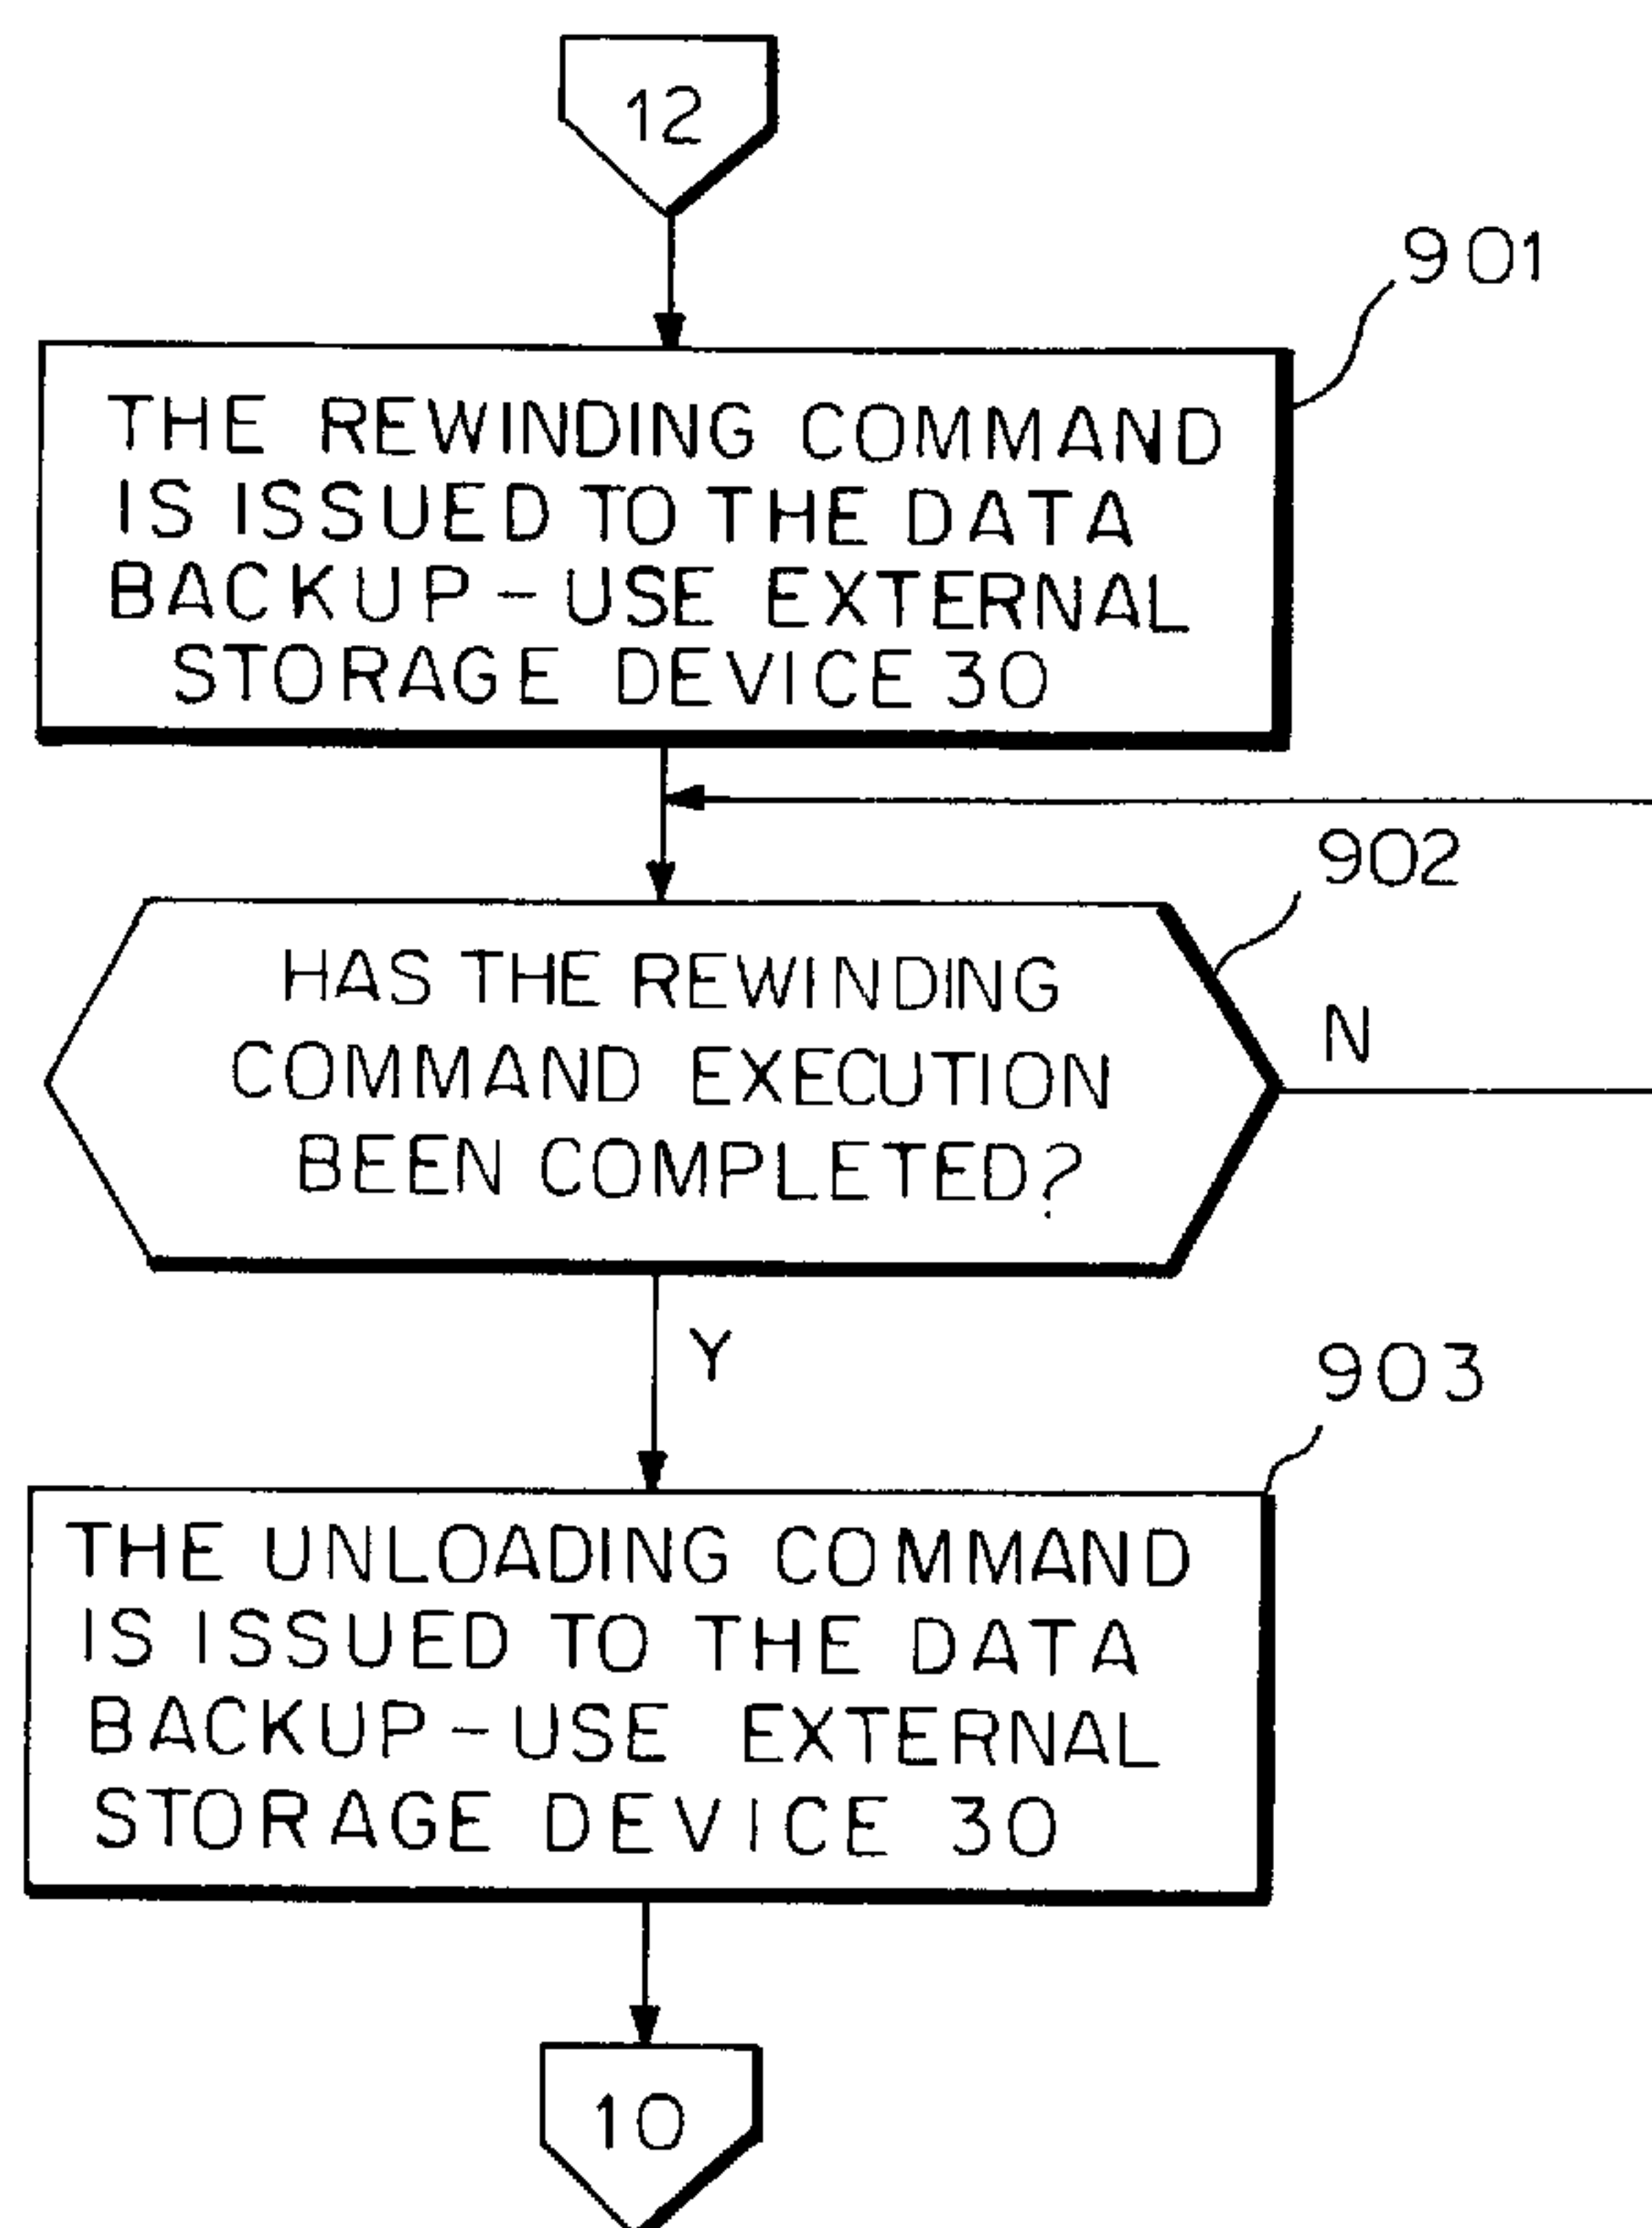 12
901
THE REWINDING COMMAND
IS ISSUED TO THE DATA
BACKUP-USE EXTERNAL
STORAGE DEVICE 30
902
HAS THE REWINDING
COMMAND EXECUTION
BEEN COMPLETED?
N
Y
903
THE UNLOADING COMMAND
IS ISSUED TO THE DATA
BACKUP-USE EXTERNAL
STORAGE DEVICE 30
10